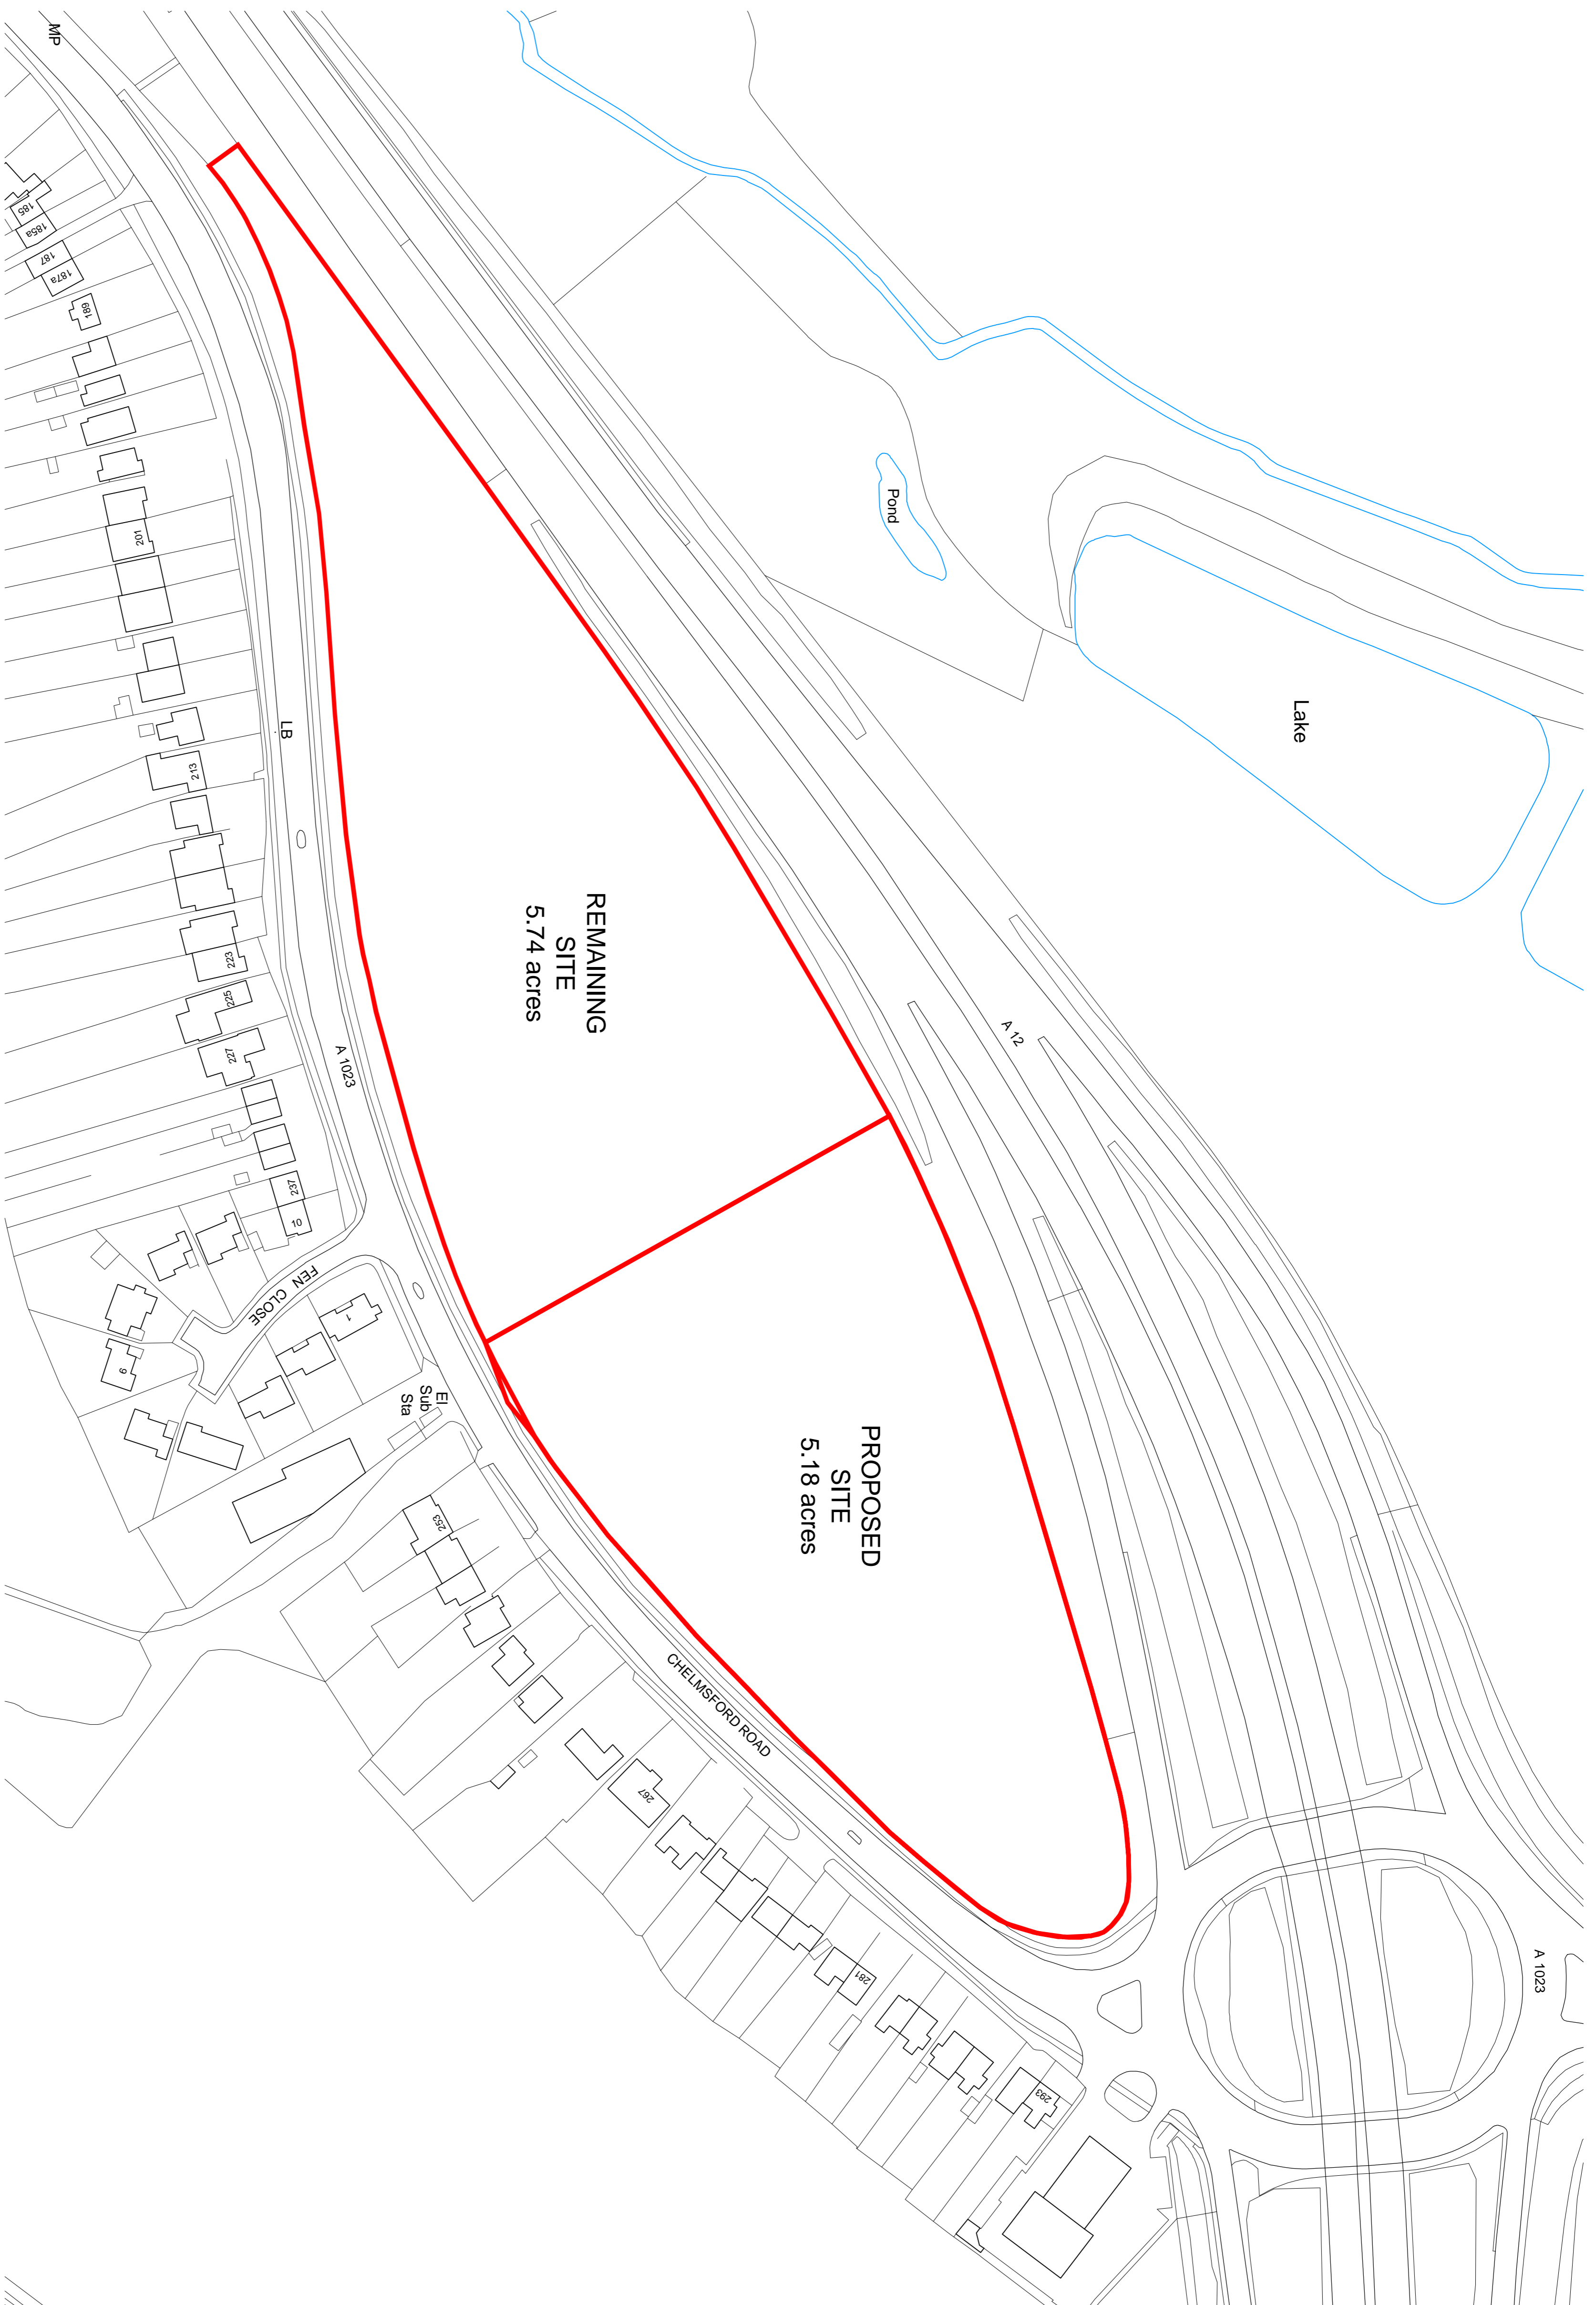 MP
185
185a
187
187a
189
201
LB
213
223
225
227
A 1023
237
10
FEN CLOSE
1
9
El
Sub
Sta
253
CHELMSFORD ROAD
267
281
293
REMAINING
SITE
5.74 acres
PROPOSED
SITE
5.18 acres
A 12
Pond
Lake
A 1023